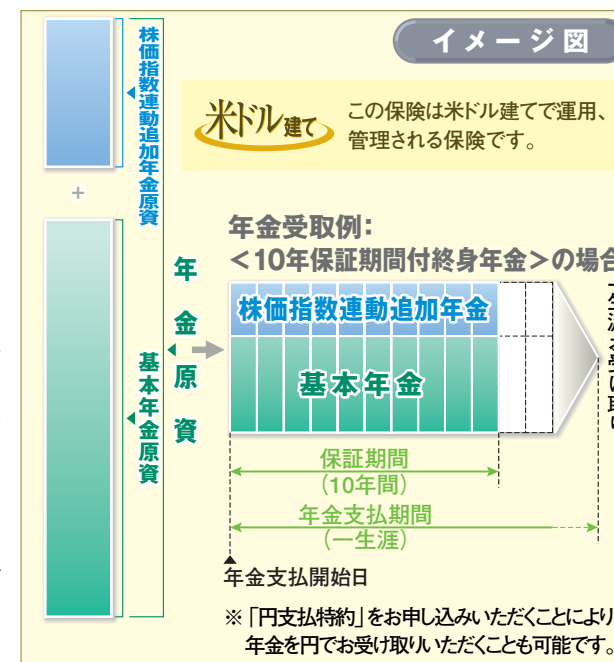 イメージ図
株価指数連動追加年金原資
米ドル建て
この保険は米ドル建てで運用、
管理される保険です。
+
年金受取例:
<10年保証期間付終身年金>の場合
年金原資
基本年金原資
株価指数連動追加年金
基本年金
保証期間
(10年間)
年金支払期間
(一生涯)
年金支払開始日
※「円支払特約」をお申し込みいただくことにより
年金を円でお受け取りいただくことも可能です。